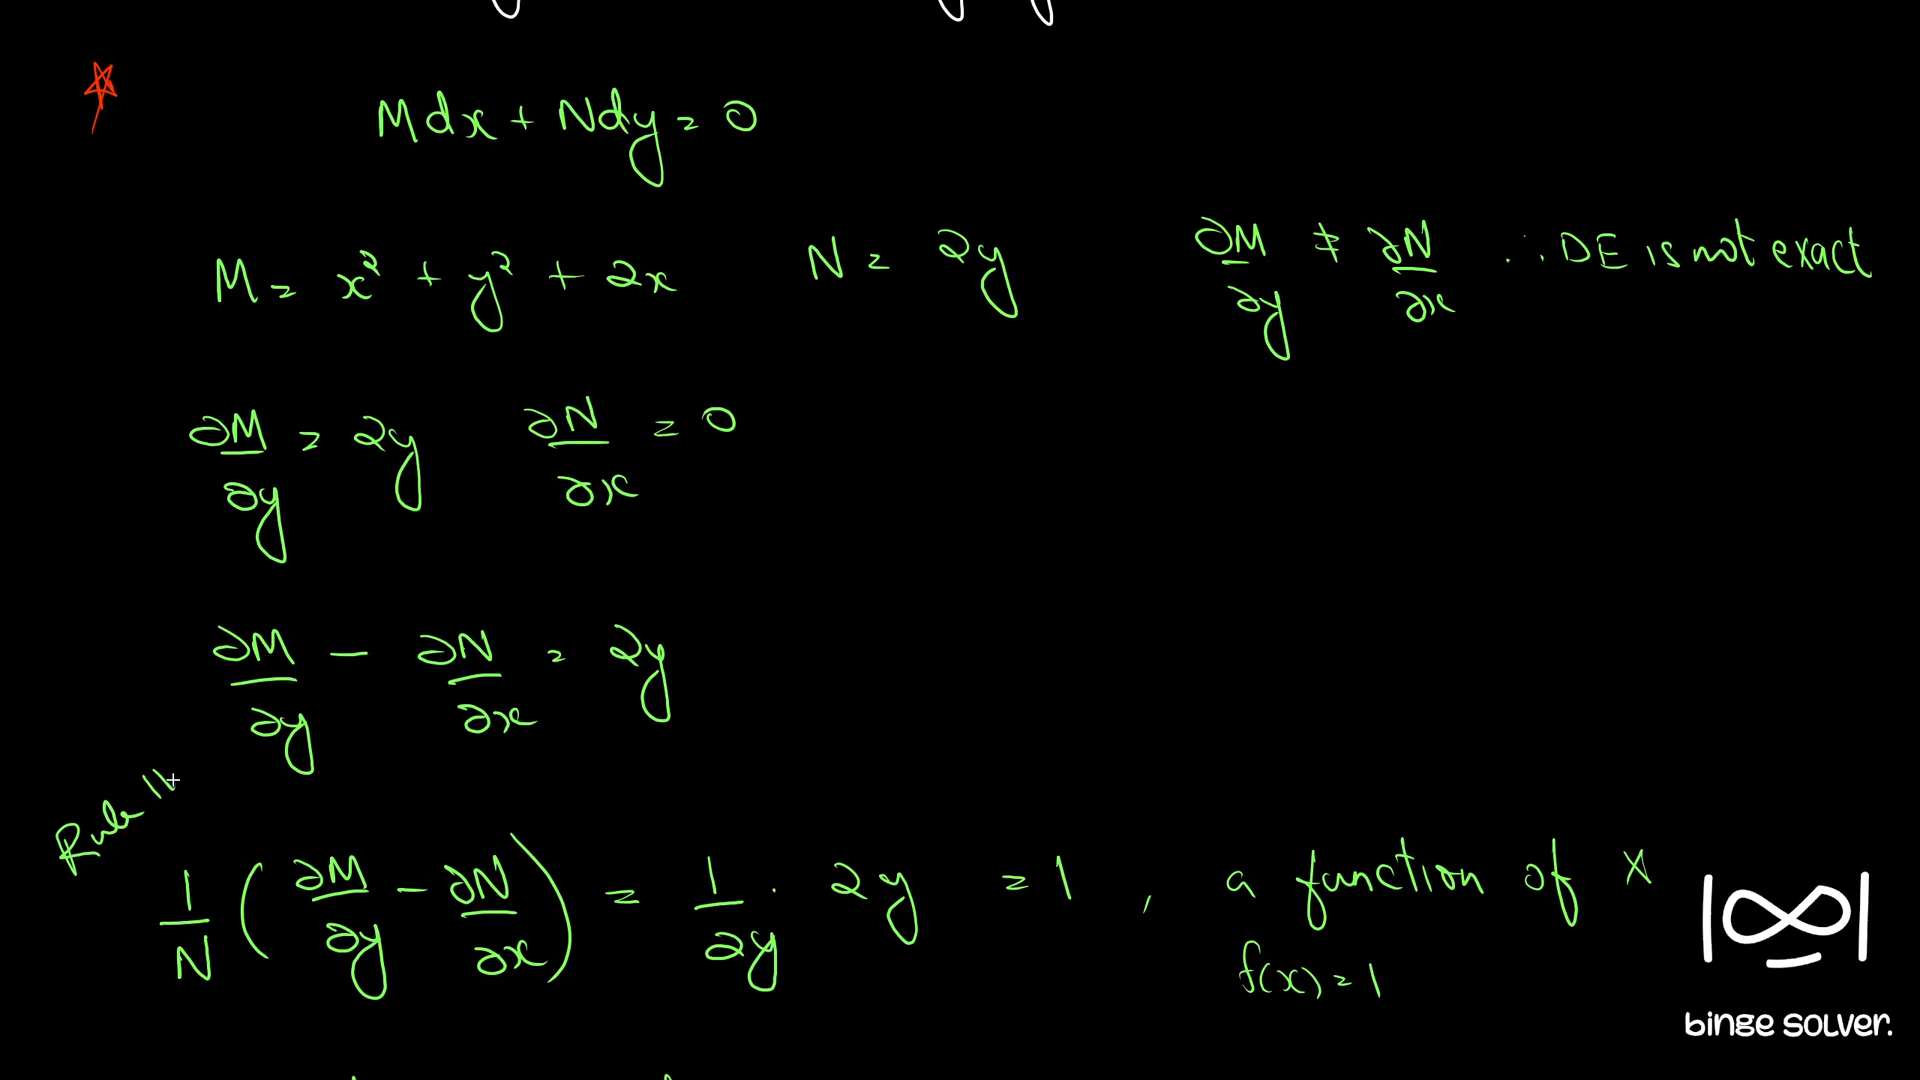 Mdx + Ndy = 0
M = x² + y² + 2x N = 2y ∂M/∂y ≠ ∂N/∂x ∴ DE is not exact
∂M/∂y = 2y ∂N/∂x = 0
∂M/∂y - ∂N/∂x = 2y
Rule II
1/N (∂M/∂y - ∂N/∂x) = 1/2y . 2y = 1, a function of x
f(x) = 1
binge solver.